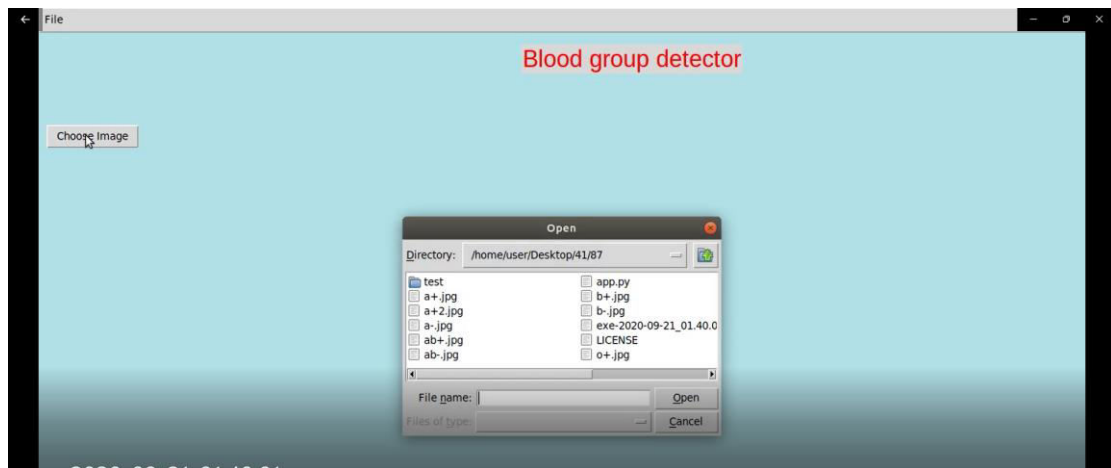 File
Blood group detector
Choose Image
Open
Directory: /home/user/Desktop/41/87
test
a+.jpg
a+2.jpg
a-.jpg
ab+.jpg
ab-.jpg
app.py
b+.jpg
b-.jpg
exe-2020-09-21_01.40.0
LICENSE
o+.jpg
File name:
Open
Files of type:
Cancel